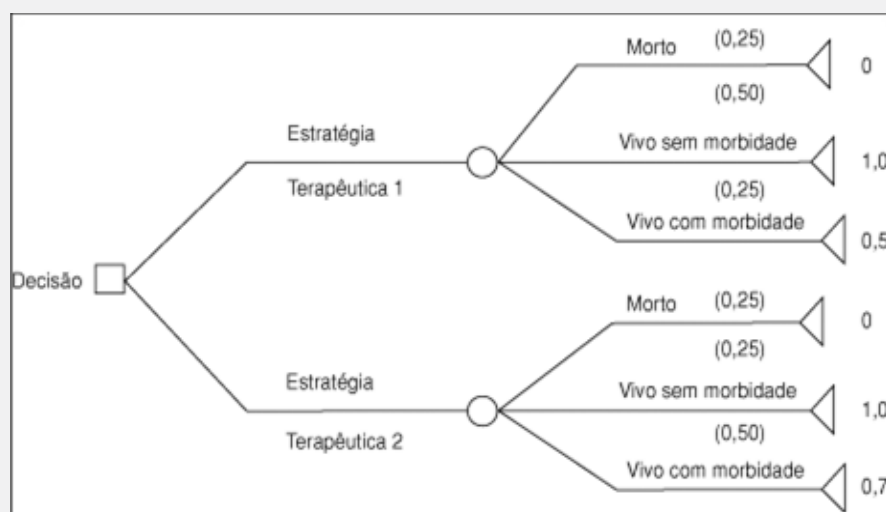 Morto (0,25) 0
(0,50)
Estratégia
Vivo sem morbidade 1,0
Terapêutica 1
(0,25)
Vivo com morbidade 0,5
Decisão
Morto (0,25) 0
(0,25)
Estratégia
Vivo sem morbidade 1,0
Terapêutica 2
(0,50)
Vivo com morbidade 0,7